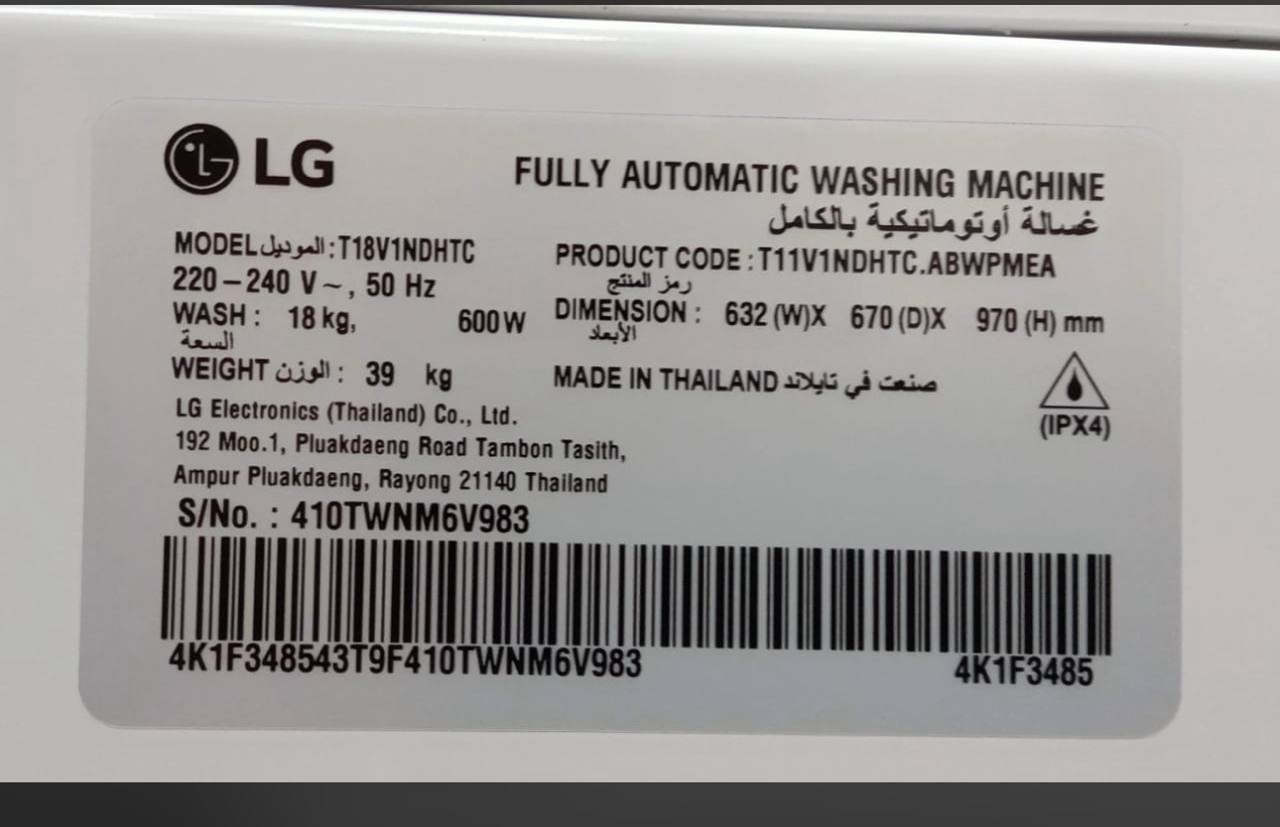 LG
FULLY AUTOMATIC WASHING MACHINE
غسالة أوتوماتيكية بالكامل
MODEL الموديل : T18V1NDHTC
PRODUCT CODE : T11V1NDHTC.ABWPMEA
رمز المنتج
220 – 240 V ~, 50 Hz
WASH : 18 kg, 600 W
السعة
DIMENSION : 632 (W)X 670 (D)X 970 (H) mm
الأبعاد
WEIGHT الوزن : 39 kg
MADE IN THAILAND صنعت في تايلاند
(IPX4)
LG Electronics (Thailand) Co., Ltd.
192 Moo.1, Pluakdaeng Road Tambon Tasith,
Ampur Pluakdaeng, Rayong 21140 Thailand
S/No. : 410TWNM6V983
4K1F348543T9F410TWNM6V983 4K1F3485